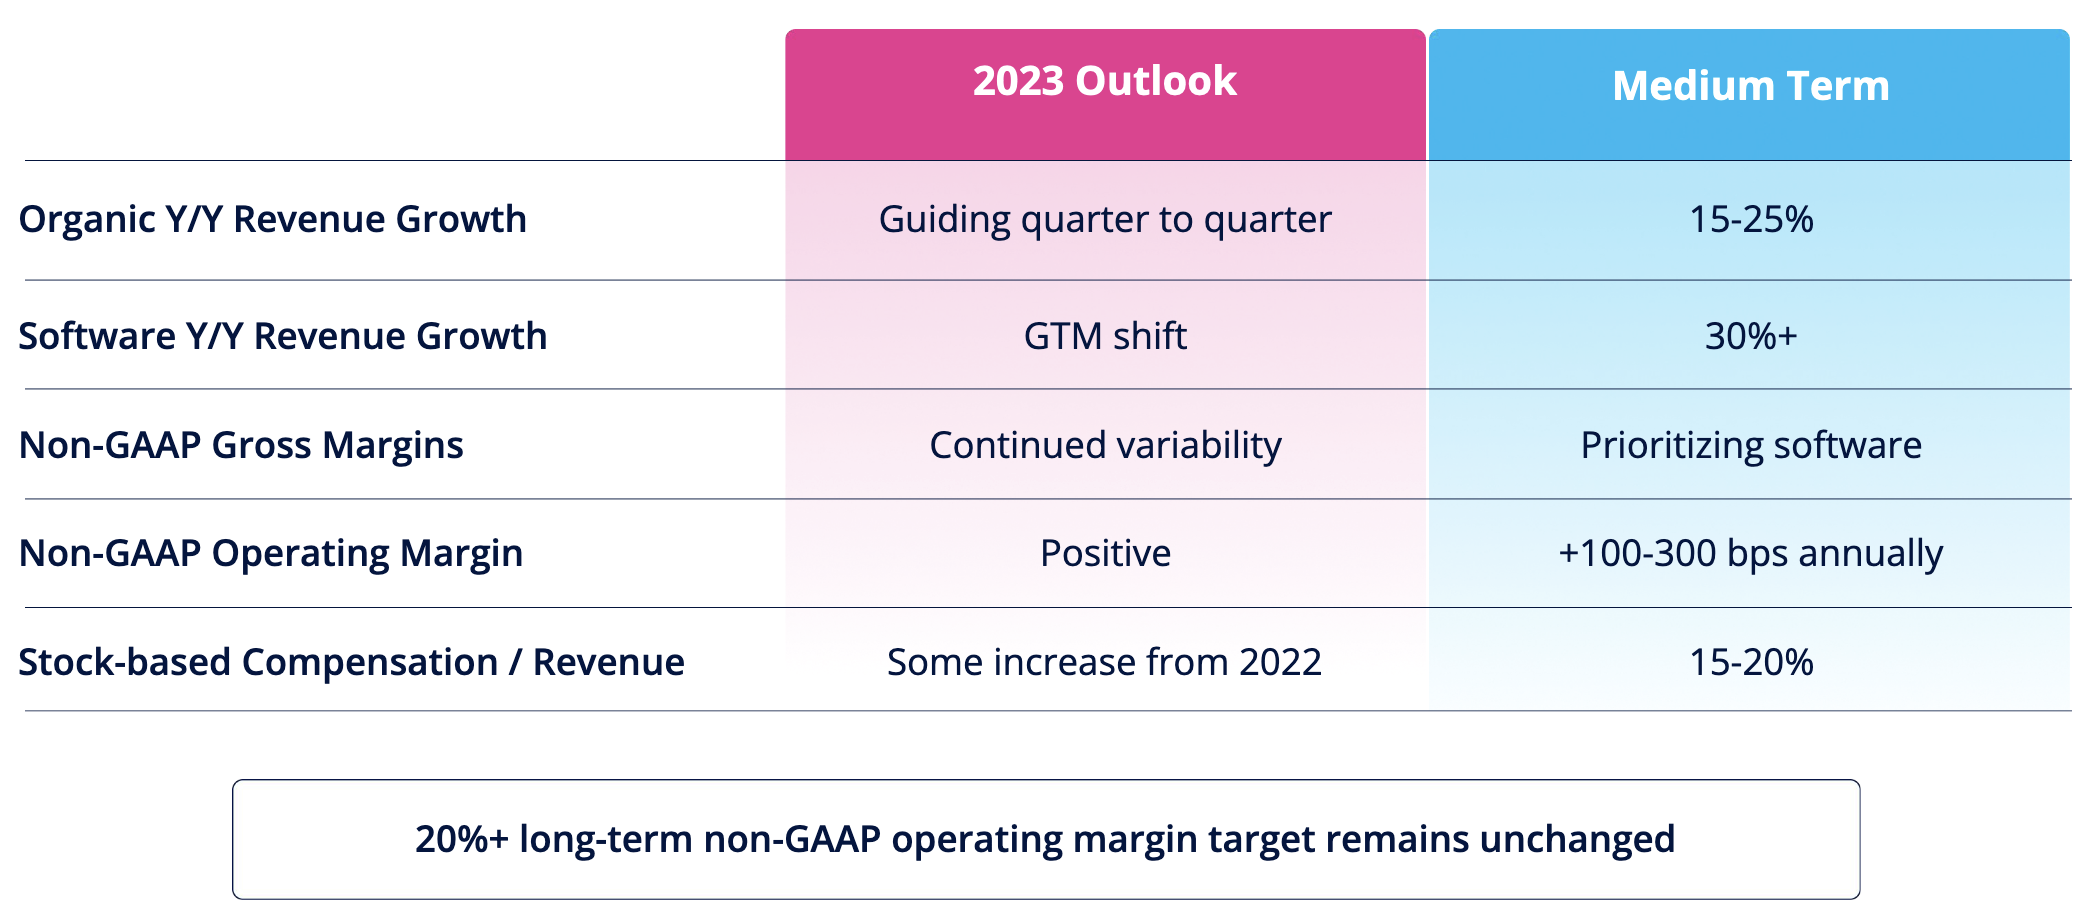 2023 Outlook Medium Term
Organic Y/Y Revenue Growth Guiding quarter to quarter 15-25%
Software Y/Y Revenue Growth GTM shift 30%+
Non-GAAP Gross Margins Continued variability Prioritizing software
Non-GAAP Operating Margin Positive +100-300 bps annually
Stock-based Compensation / Revenue Some increase from 2022 15-20%
20%+ long-term non-GAAP operating margin target remains unchanged